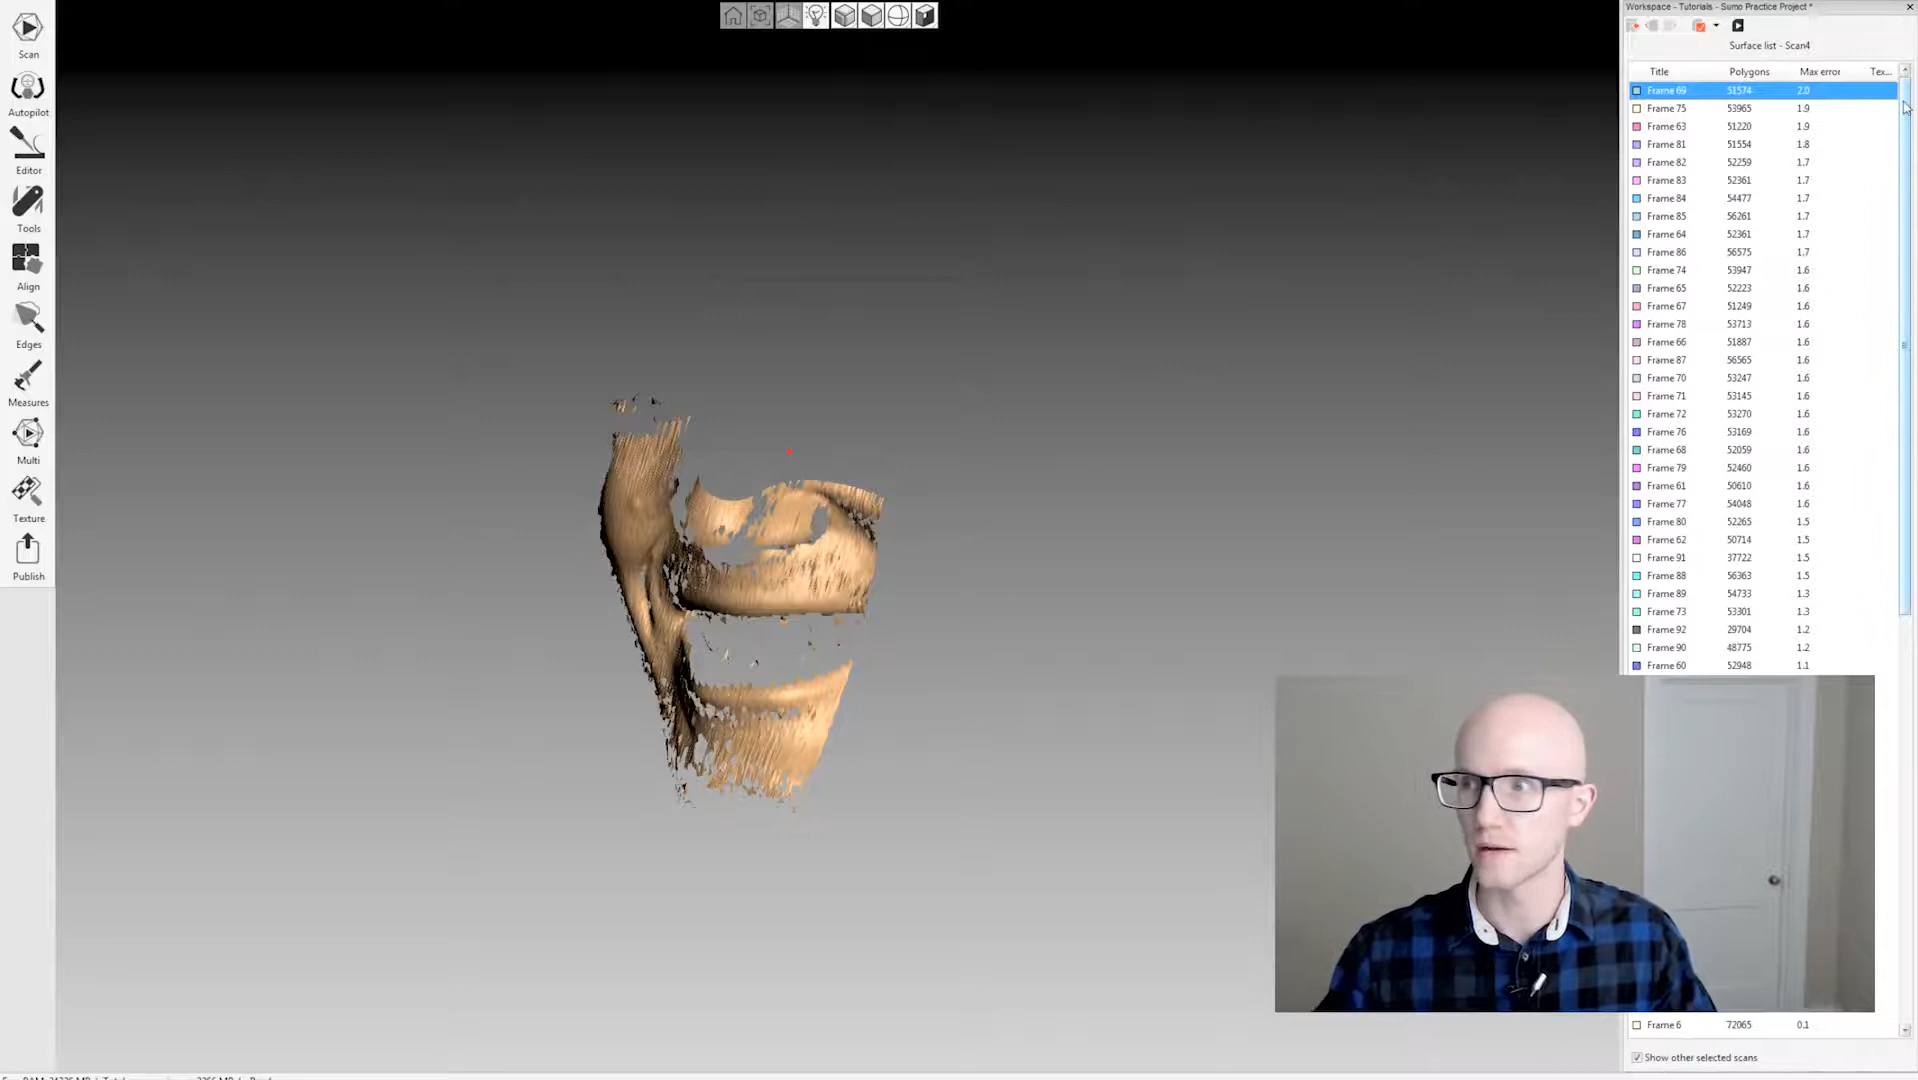 Workspace - Tutorials - Sumo Practice Project *
Surface list - Scan4
Title Polygons Max error Tex...
Frame 69 51574 2.0
Frame 75 53965 1.9
Frame 63 51220 1.9
Frame 81 51554 1.8
Frame 82 52259 1.7
Frame 83 52361 1.7
Frame 84 54477 1.7
Frame 85 56261 1.7
Frame 64 52361 1.7
Frame 86 56575 1.7
Frame 74 53947 1.6
Frame 65 52223 1.6
Frame 67 51249 1.6
Frame 78 53713 1.6
Frame 66 51887 1.6
Frame 87 56565 1.6
Frame 70 53247 1.6
Frame 71 53145 1.6
Frame 72 53270 1.6
Frame 76 53169 1.6
Frame 68 52059 1.6
Frame 79 52460 1.6
Frame 61 50610 1.6
Frame 77 54048 1.6
Frame 80 52265 1.5
Frame 62 50714 1.5
Frame 91 37722 1.5
Frame 88 56363 1.5
Frame 89 54733 1.3
Frame 73 53301 1.3
Frame 92 29704 1.2
Frame 90 48775 1.2
Frame 60 52948 1.1
Frame 6 72065 0.1
Show other selected scans
Scan
Autopilot
Editor
Tools
Align
Edges
Measures
Multi
Texture
Publish